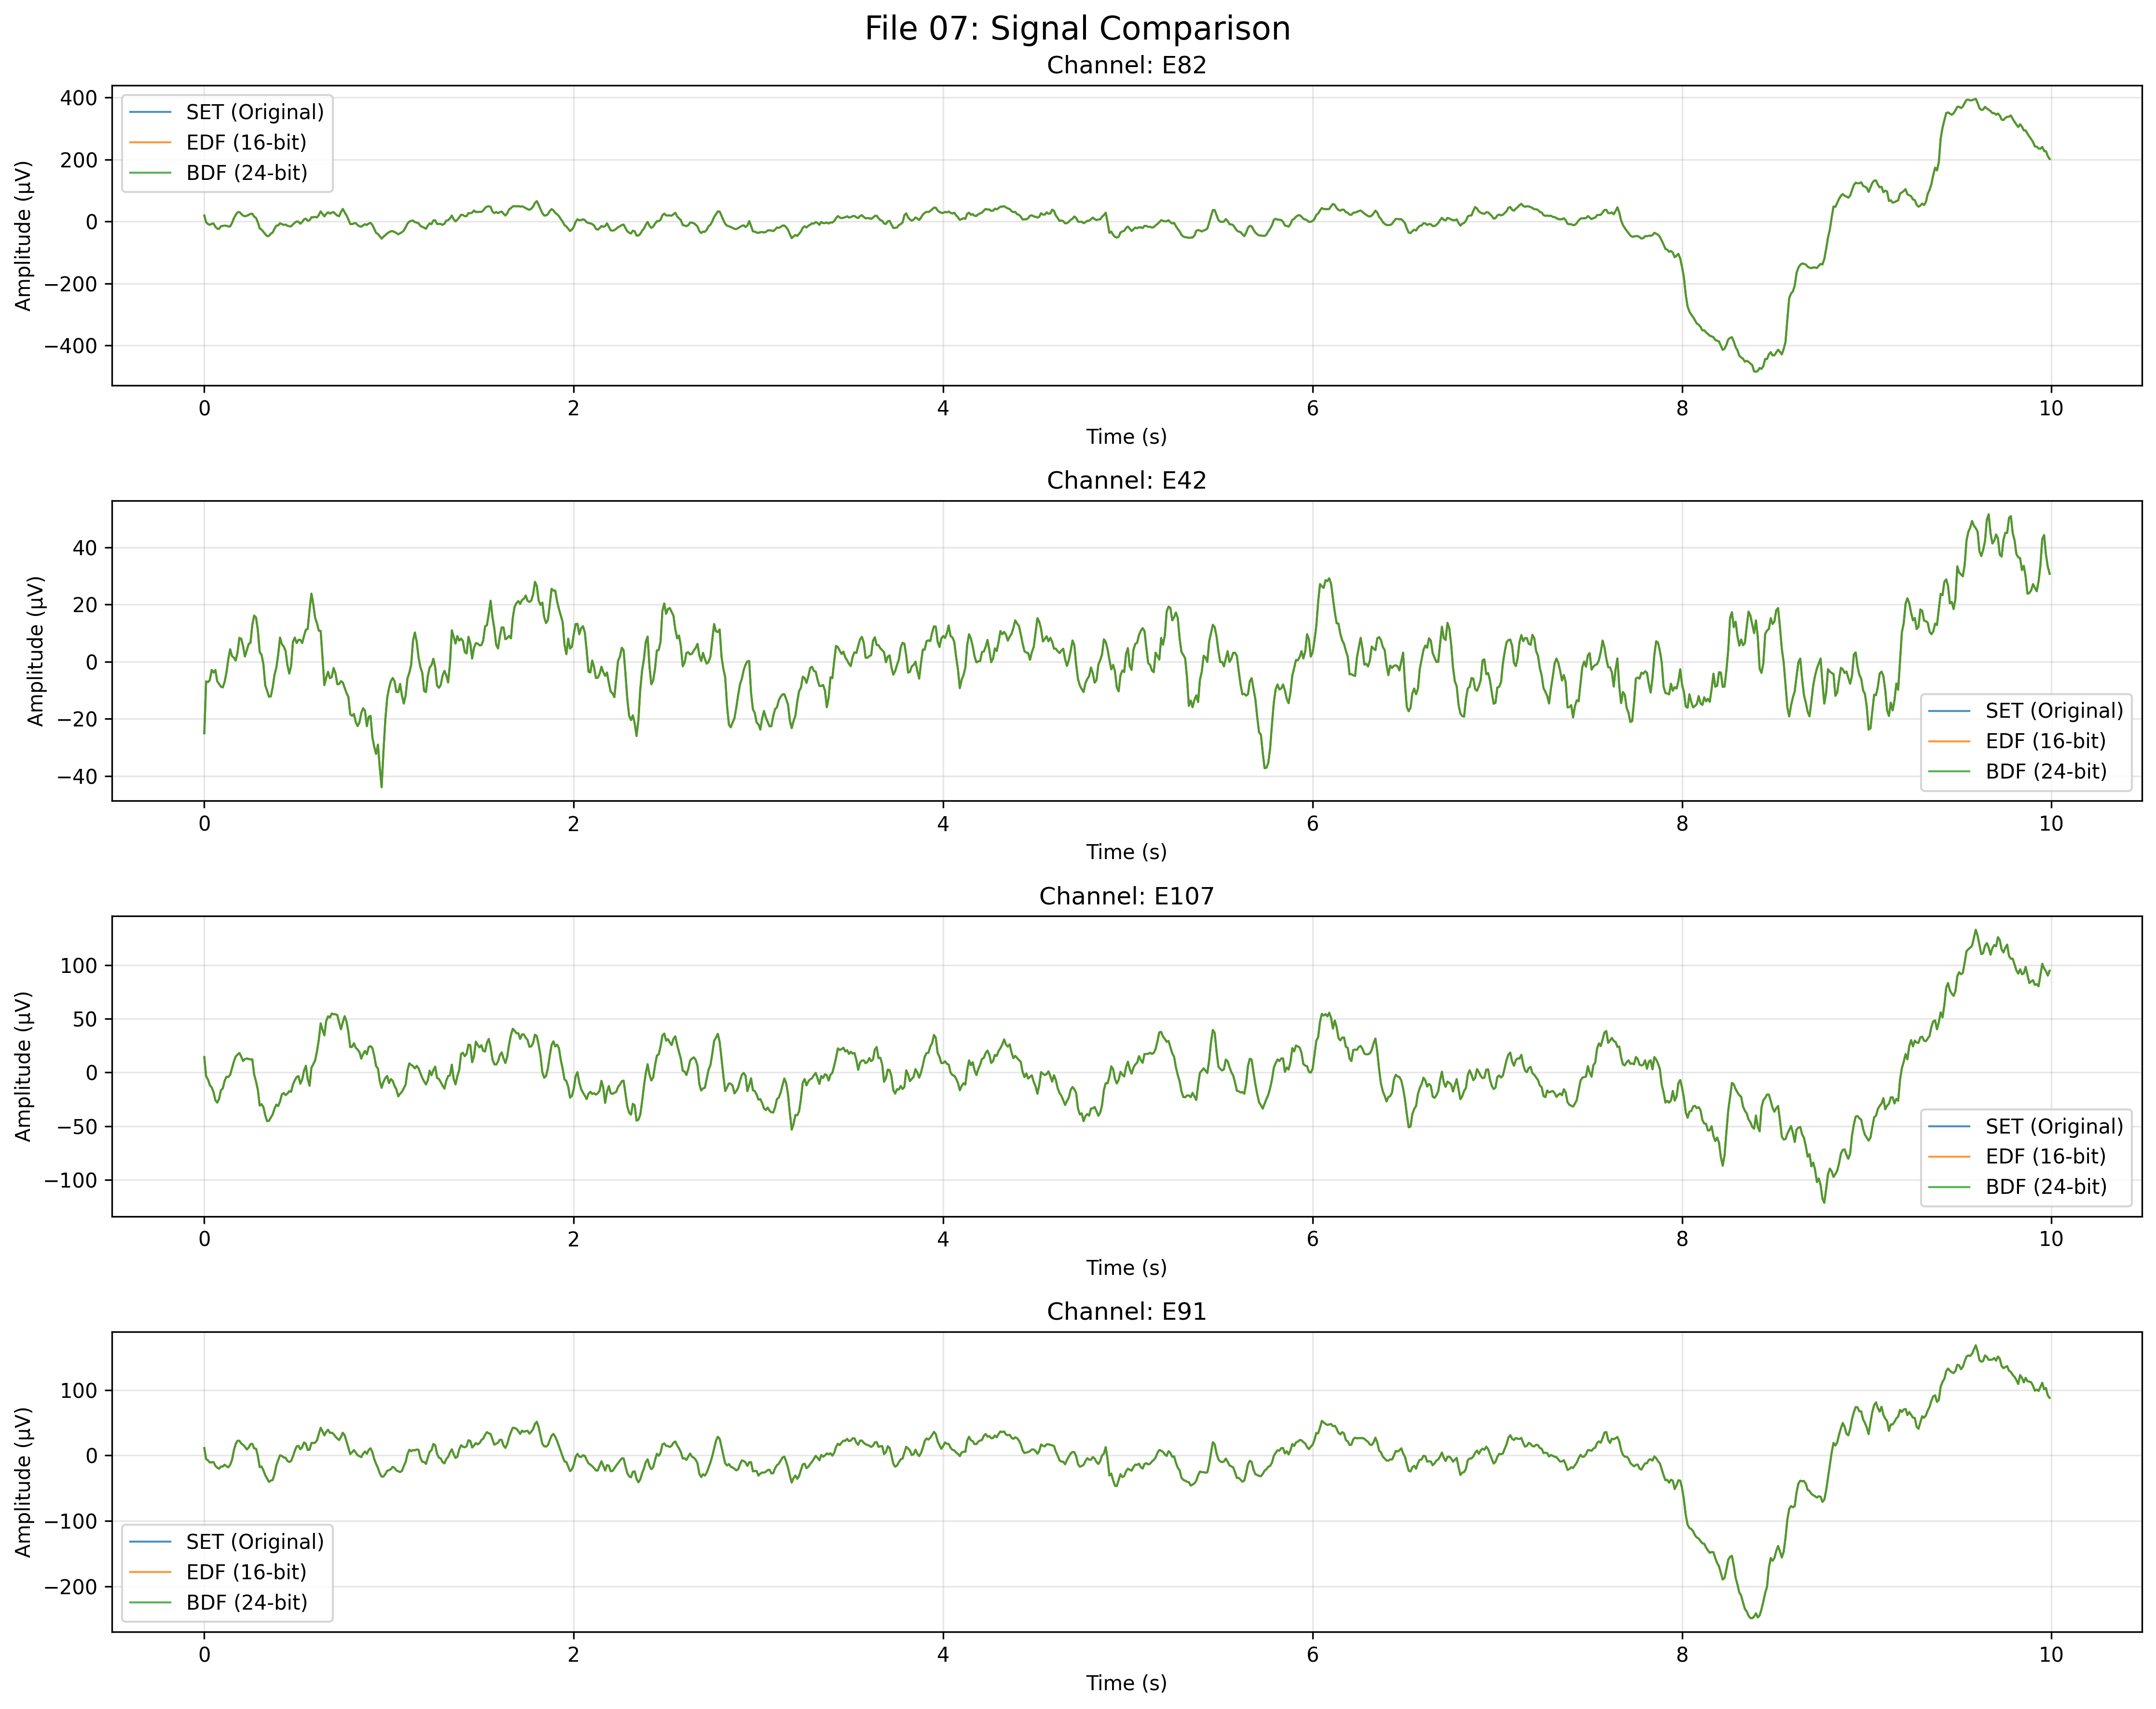 File 07: Signal Comparison
Channel: E82
400
200
0
−200
−400
Amplitude (µV)
SET (Original)
EDF (16-bit)
BDF (24-bit)
0 2 4 6 8 10
Time (s)
Channel: E42
40
20
0
−20
−40
Amplitude (µV)
SET (Original)
EDF (16-bit)
BDF (24-bit)
0 2 4 6 8 10
Time (s)
Channel: E107
100
50
0
−50
−100
Amplitude (µV)
SET (Original)
EDF (16-bit)
BDF (24-bit)
0 2 4 6 8 10
Time (s)
Channel: E91
100
0
−100
−200
Amplitude (µV)
SET (Original)
EDF (16-bit)
BDF (24-bit)
0 2 4 6 8 10
Time (s)